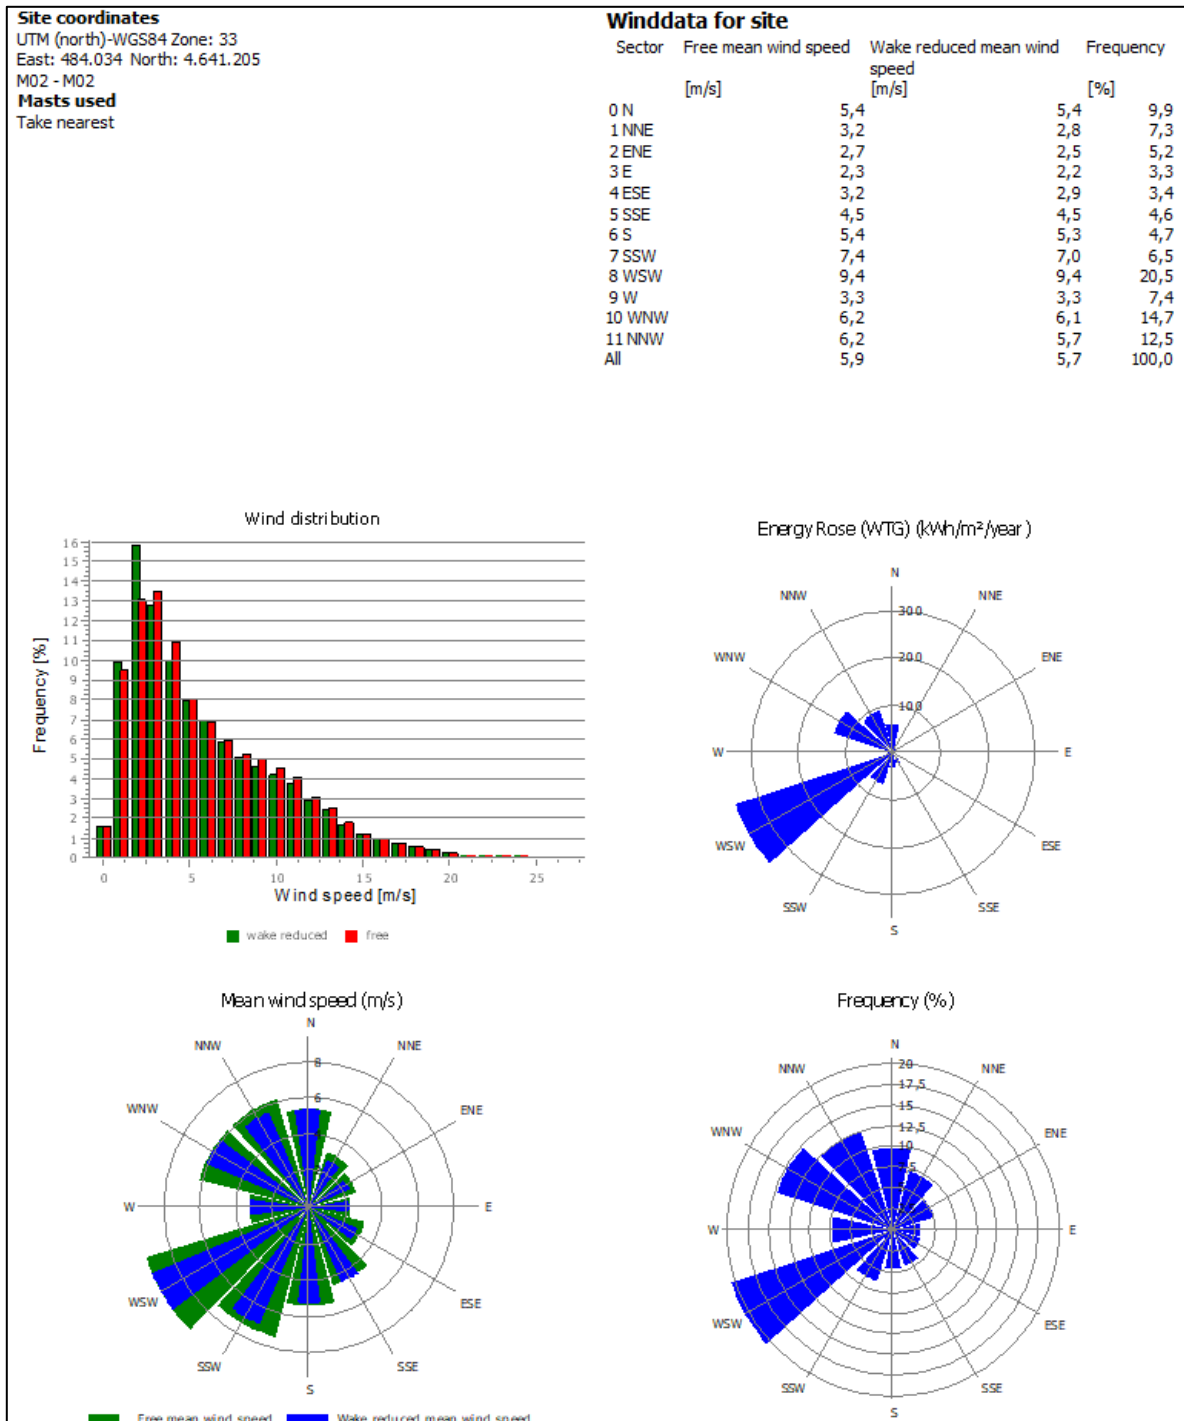 Site coordinates
UTM (north)-WGS84 Zone: 33
East: 484.034 North: 4.641.205
M02 - M02
Masts used
Take nearest
Winddata for site
Sector Free mean wind speed Wake reduced mean wind speed Frequency
[m/s] [m/s] [%]
0 N 5,4 5,4 9,9
1 NNE 3,2 2,8 7,3
2 ENE 2,7 2,5 5,2
3 E 2,3 2,2 3,3
4 ESE 3,2 2,9 3,4
5 SSE 4,5 4,5 4,6
6 S 5,4 5,3 4,7
7 SSW 7,4 7,0 6,5
8 WSW 9,4 9,4 20,5
9 W 3,3 3,3 7,4
10 WNW 6,2 6,1 14,7
11 NNW 6,2 5,7 12,5
All 5,9 5,7 100,0
Wind distribution
Frequency [%]
16
15
14
13
12
11
10
9
8
7
6
5
4
3
2
1
0
0 5 10 15 20 25
Wind speed [m/s]
wake reduced free
Energy Rose (WTG) (kWh/m²/year)
N
NNW NNE
300
WNW ENE
200
100
W E
WSW ESE
SSW SSE
S
Mean wind speed (m/s)
N
NNW NNE
8
6
WNW ENE
W E
WSW ESE
SSW SSE
S
Free mean wind speed Wake reduced mean wind speed
Frequency (%)
N
20
NNW NNE
17,5
15
WNW ENE
12,5
10
W E
WSW ESE
SSW SSE
S